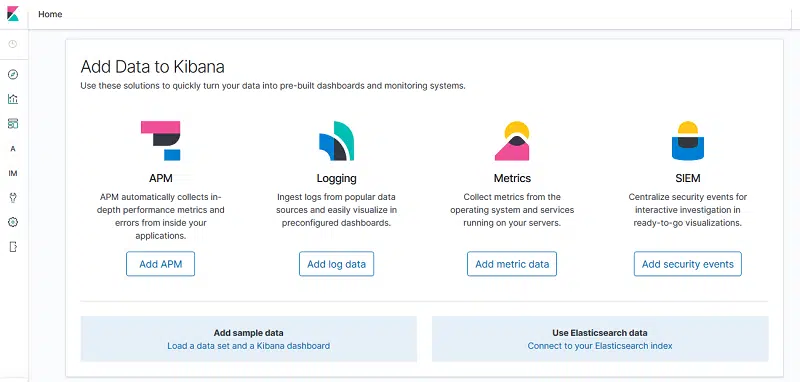 Home
Add Data to Kibana
Use these solutions to quickly turn your data into pre-built dashboards and monitoring systems.
APM
APM automatically collects in-
depth performance metrics and
errors from inside your
applications.
Add APM
Logging
Ingest logs from popular data
sources and easily visualize in
preconfigured dashboards.
Add log data
Metrics
Collect metrics from the
operating system and services
running on your servers.
Add metric data
SIEM
Centralize security events for
interactive investigation in
ready-to-go visualizations.
Add security events
A
IM
Add sample data
Load a data set and a Kibana dashboard
Use Elasticsearch data
Connect to your Elasticsearch index